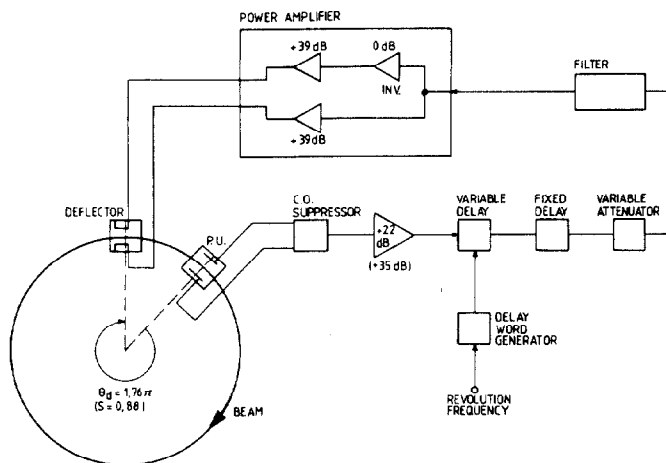 POWER AMPLIFIER
+39 dB
0 dB
INV.
+39 dB
FILTER
DEFLECTOR
P.U.
C.O.
SUPPRESSOR
+22
dB
(+35 dB)
VARIABLE
DELAY
FIXED
DELAY
VARIABLE
ATTENUATOR
DELAY
WORD
GENERATOR
REVOLUTION
FREQUENCY
Θd = 1,76 π
(S = 0,88)
BEAM